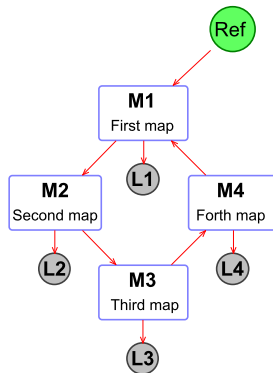 Ref
M1
First map
L1
M2
Second map
M4
Forth map
L2
M3
Third map
L4
L3